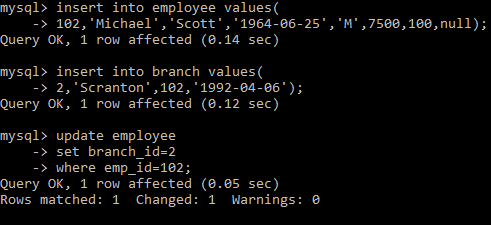 mysql> insert into employee values(
    -> 102,'Michael','Scott','1964-06-25','M',7500,100,null);
Query OK, 1 row affected (0.14 sec)

mysql> insert into branch values(
    -> 2,'Scranton',102,'1992-04-06');
Query OK, 1 row affected (0.12 sec)

mysql> update employee
    -> set branch_id=2
    -> where emp_id=102;
Query OK, 1 row affected (0.05 sec)
Rows matched: 1  Changed: 1  Warnings: 0